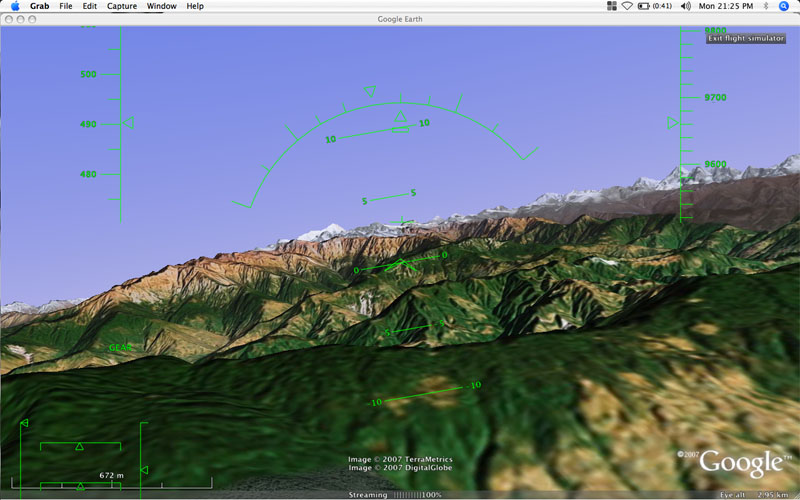 Grab File Edit Capture Window Help (0:41) Mon 21:25 PM
Google Earth
Exit flight simulator
500
490
480
9700
9600
10 10
5 5
0 0
-5 -5
-10 -10
GEAR
672 m
Image © 2007 TerraMetrics
Image © 2007 DigitalGlobe
©2007 Google™
Streaming ||||||||||100%
Eye alt 2.95 km